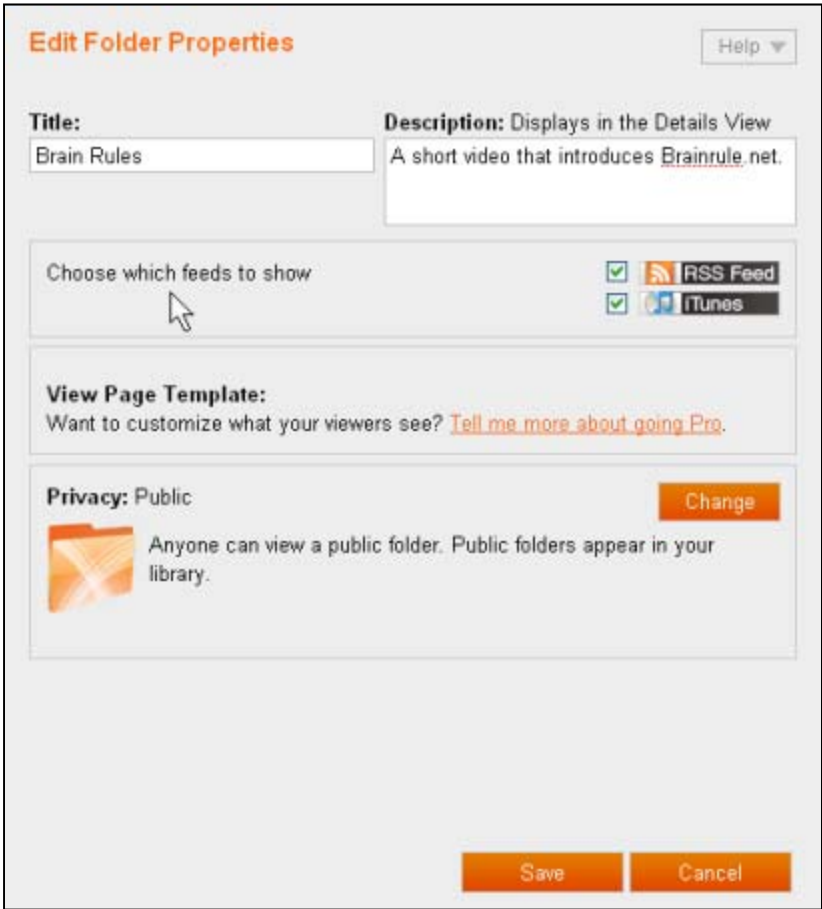 Edit Folder Properties
Help
Title:
Description: Displays in the Details View
Brain Rules
A short video that introduces Brainrule.net.
Choose which feeds to show
RSS Feed
iTunes
View Page Template:
Want to customize what your viewers see? Tell me more about going Pro.
Privacy: Public
Change
Anyone can view a public folder. Public folders appear in your
library.
Save
Cancel